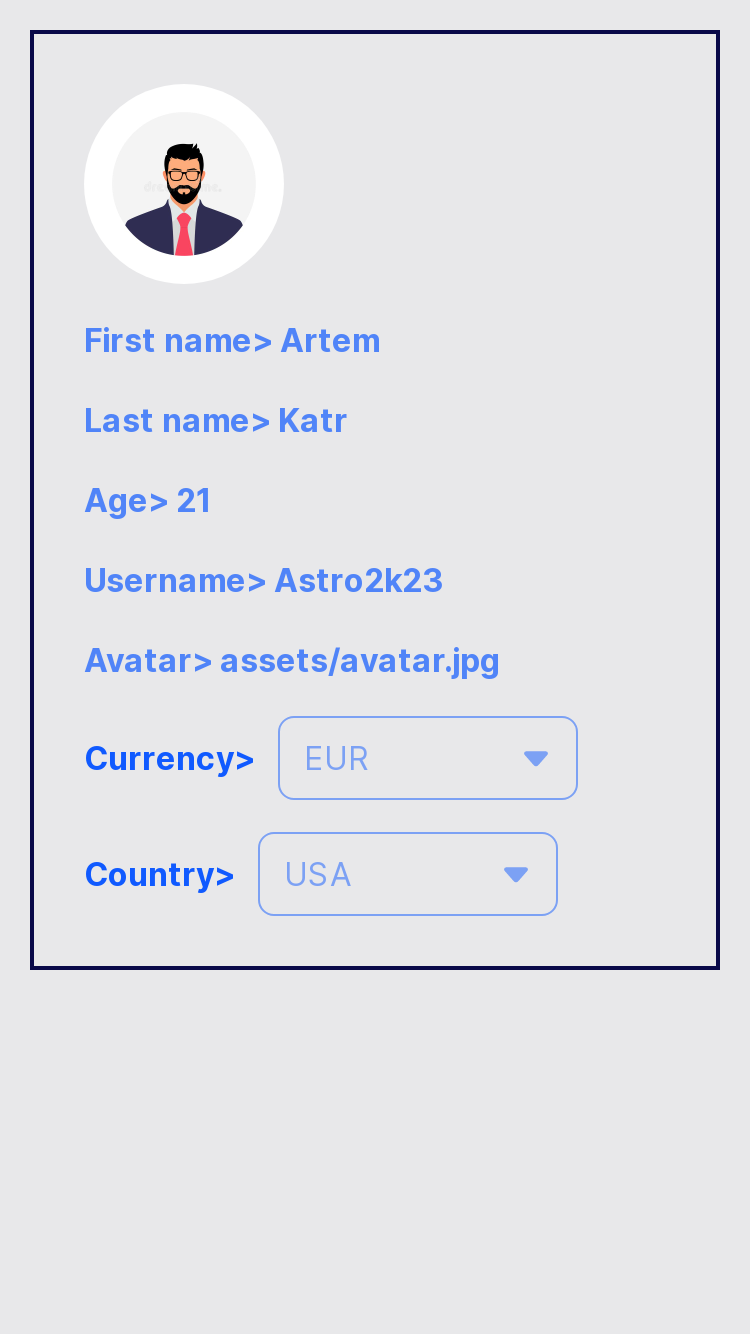 First name> Artem
Last name> Katr
Age> 21
Username> Astro2k23
Avatar> assets/avatar.jpg
Currency> EUR
Country> USA